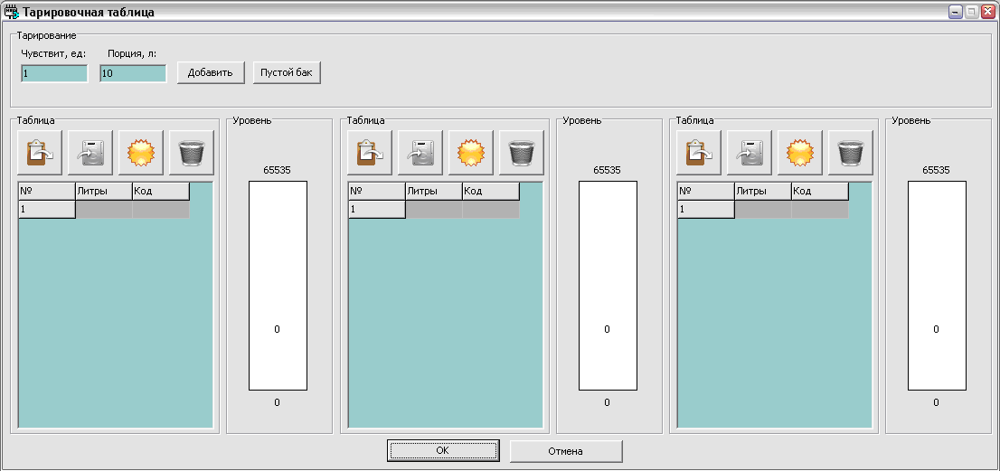 Тарировочная таблица
Тарирование
Чувствит, ед: Порция, л:
1 10 Добавить Пустой бак
Таблица Уровень Таблица Уровень Таблица Уровень
65535 65535 65535
№ Литры Код № Литры Код № Литры Код
1 1 1
0 0 0
0 0 0
OK Отмена